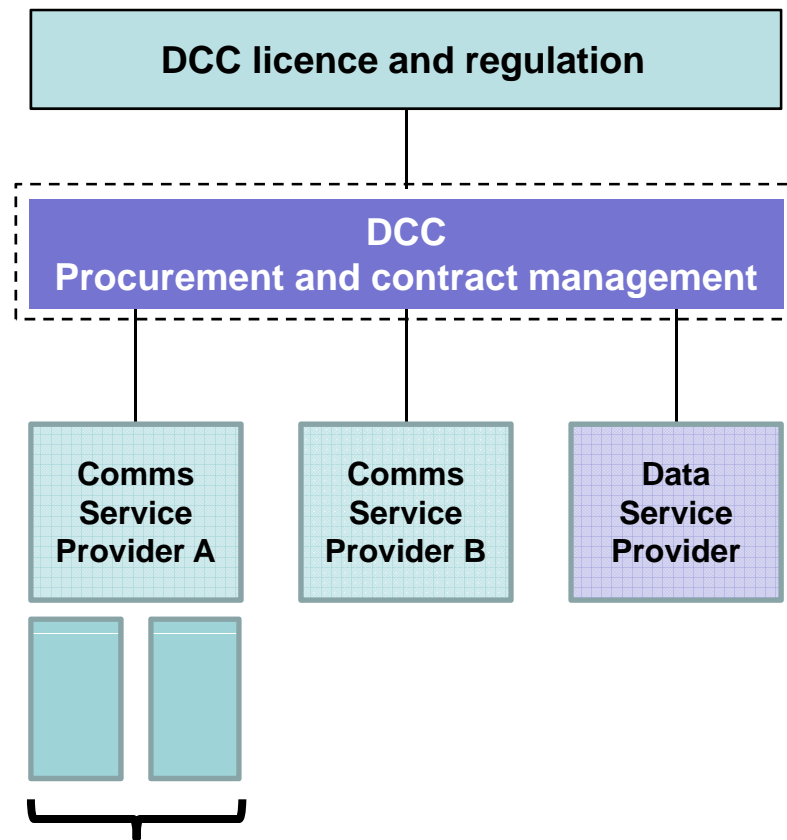 DCC licence and regulation
DCC
Procurement and contract management
Comms
Service
Provider A
Comms
Service
Provider B
Data
Service
Provider